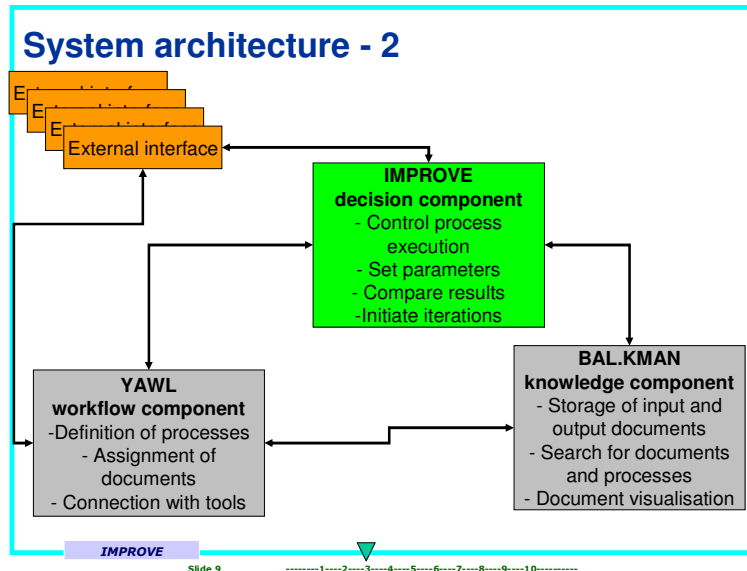 System architecture - 2
External interface
IMPROVE
decision component
- Control process
execution
- Set parameters
- Compare results
-Initiate iterations
YAWL
workflow component
-Definition of processes
- Assignment of
documents
- Connection with tools
BAL.KMAN
knowledge component
- Storage of input and
output documents
- Search for documents
and processes
- Document visualisation
IMPROVE
Slide 9
--------1----2----3----4----5----6----7----8----9----10----------